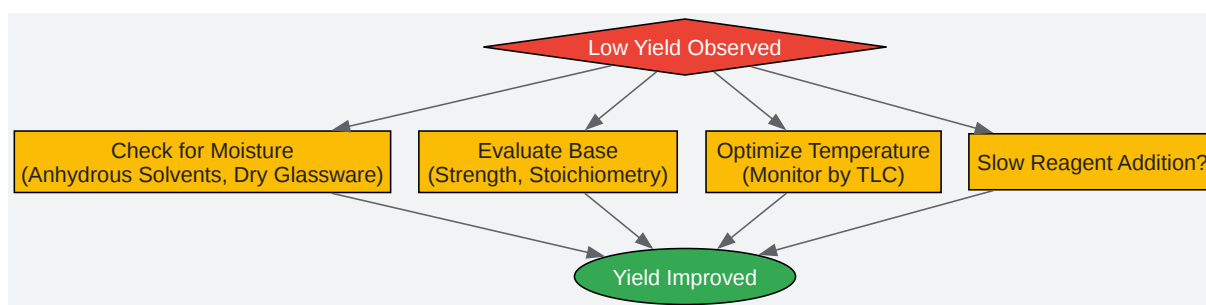 Low Yield Observed
Check for Moisture
(Anhydrous Solvents, Dry Glassware)
Evaluate Base
(Strength, Stoichiometry)
Optimize Temperature
(Monitor by TLC)
Slow Reagent Addition?
Yield Improved